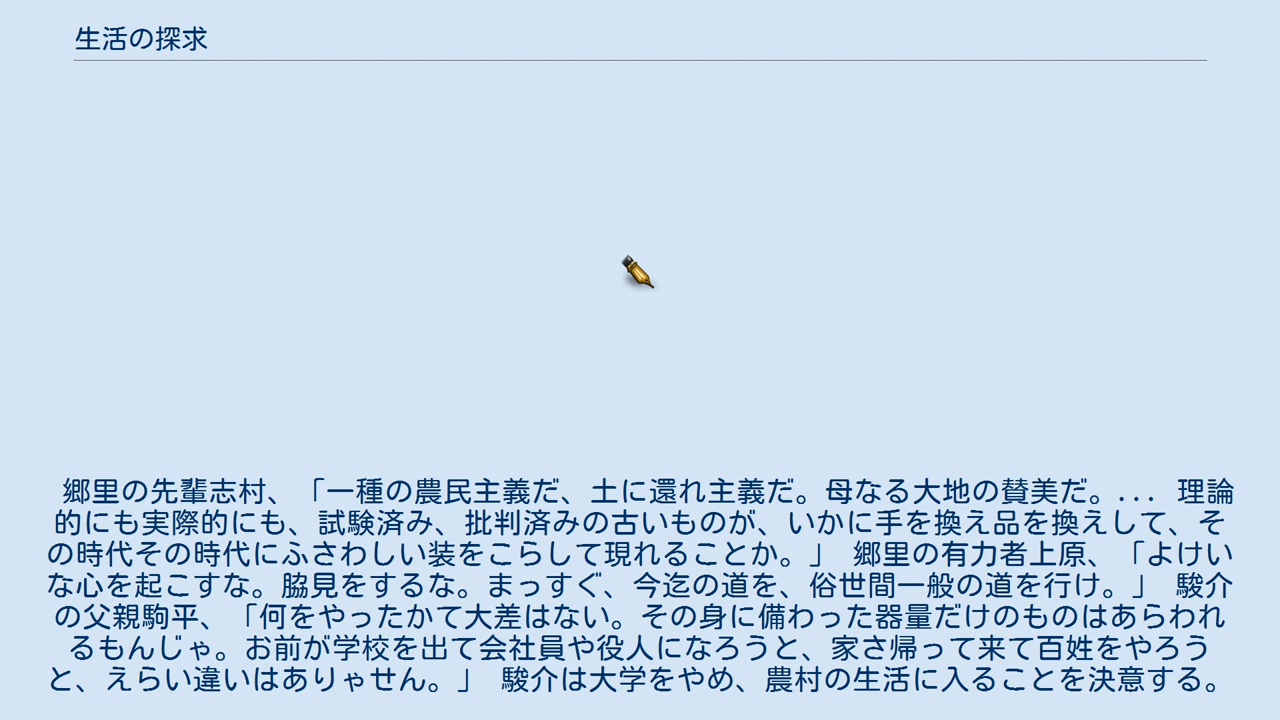 生活の探求
郷里の先輩志村、「一種の農民主義だ、土に還れ主義だ。母なる大地の賛美だ。... 理論
的にも実際的にも、試験済み、批判済みの古いものが、いかに手を換え品を換えして、そ
の時代その時代にふさわしい装をこらして現れることか。」 郷里の有力者上原、「よけい
な心を起こすな。脇見をするな。まっすぐ、今迄の道を、俗世間一般の道を行け。」 駿介
の父親駒平、「何をやったかて大差はない。その身に備わった器量だけのものはあらわれ
るもんじゃ。お前が学校を出て会社員や役人になろうと、家さ帰って来て百姓をやろう
と、えらい違いはありゃせん。」 駿介は大学をやめ、農村の生活に入ることを決意する。